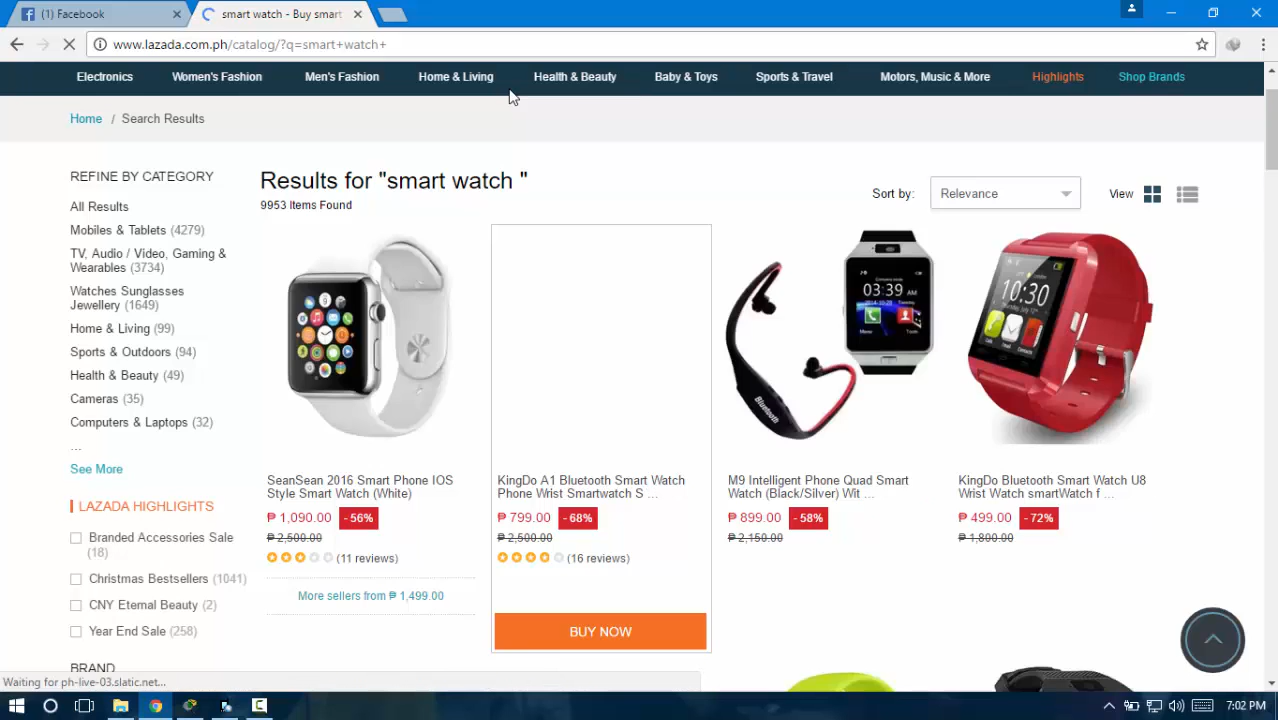 (1) Facebook
smart watch - Buy smart
www.lazada.com.ph/catalog/?q=smart+watch+
Electronics Women's Fashion Men's Fashion Home & Living Health & Beauty Baby & Toys Sports & Travel Motors, Music & More Highlights Shop Brands
Home / Search Results
REFINE BY CATEGORY
All Results
Mobiles & Tablets (4279)
TV, Audio / Video, Gaming &
Wearables (3734)
Watches Sunglasses
Jewellery (1649)
Home & Living (99)
Sports & Outdoors (94)
Health & Beauty (49)
Cameras (35)
Computers & Laptops (32)
...
See More
LAZADA HIGHLIGHTS
Branded Accessories Sale
(18)
Christmas Bestsellers (1041)
CNY Eternal Beauty (2)
Year End Sale (258)
BRAND
Results for "smart watch "
9953 Items Found
Sort by: Relevance View
03:39 AM
10:30
Bluetooth
SeanSean 2016 Smart Phone IOS
Style Smart Watch (White)
₱ 1,090.00 - 56%
₱ 2,500.00
(11 reviews)
More sellers from ₱ 1,499.00
KingDo A1 Bluetooth Smart Watch
Phone Wrist Smartwatch S ...
₱ 799.00 - 68%
₱ 2,500.00
(16 reviews)
BUY NOW
M9 Intelligent Phone Quad Smart
Watch (Black/Silver) Wit ...
₱ 899.00 - 58%
₱ 2,150.00
KingDo Bluetooth Smart Watch U8
Wrist Watch smartWatch f ...
₱ 499.00 - 72%
₱ 1,800.00
Waiting for ph-live-03.slatic.net...
7:02 PM